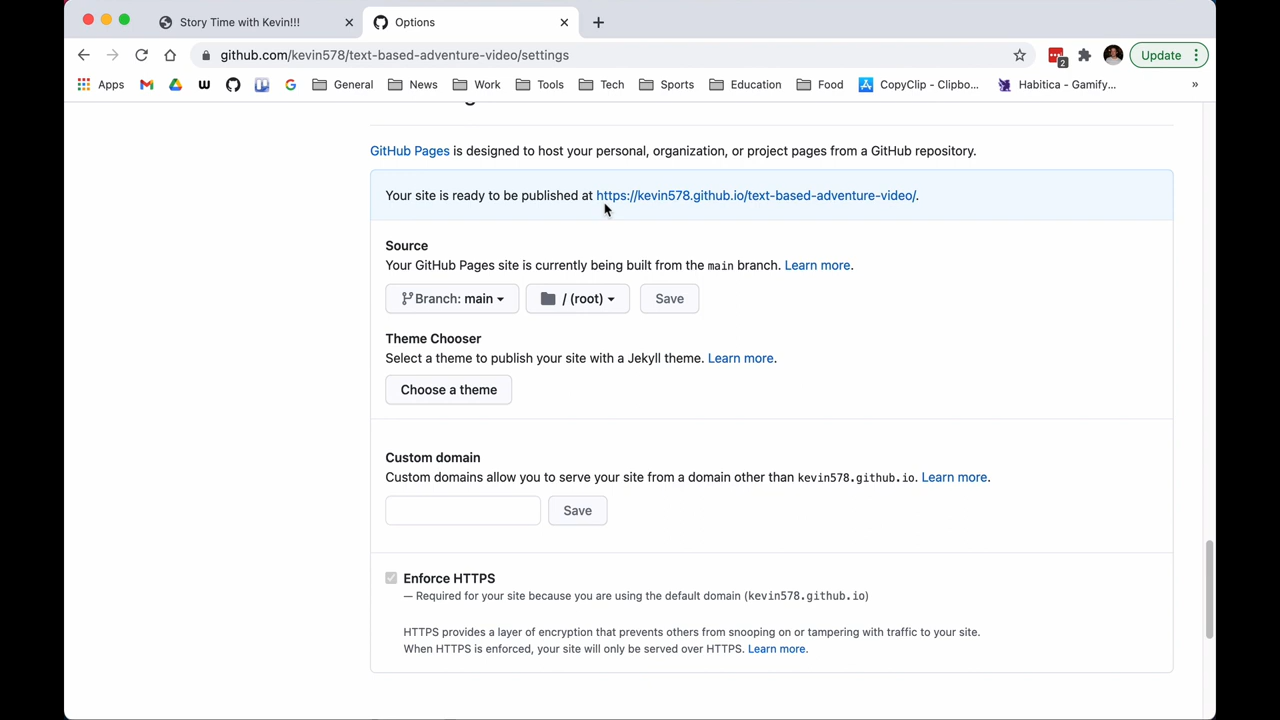 Story Time with Kevin!!!
Options
github.com/kevin578/text-based-adventure-video/settings
2
Update
Apps
General
News
Work
Tools
Tech
Sports
Education
Food
CopyClip - Clipbo...
Habitica - Gamify...
»
GitHub Pages is designed to host your personal, organization, or project pages from a GitHub repository.
Your site is ready to be published at https://kevin578.github.io/text-based-adventure-video/.
Source
Your GitHub Pages site is currently being built from the main branch. Learn more.
Branch: main
/ (root)
Save
Theme Chooser
Select a theme to publish your site with a Jekyll theme. Learn more.
Choose a theme
Custom domain
Custom domains allow you to serve your site from a domain other than kevin578.github.io. Learn more.
Save
Enforce HTTPS
— Required for your site because you are using the default domain (kevin578.github.io)
HTTPS provides a layer of encryption that prevents others from snooping on or tampering with traffic to your site.
When HTTPS is enforced, your site will only be served over HTTPS. Learn more.